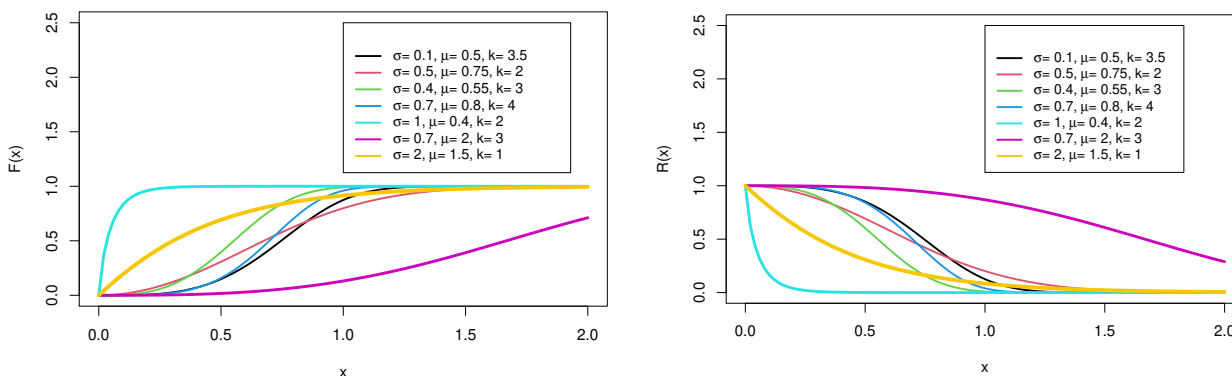 2.5
2.0
1.5
1.0
0.5
0.0
F(x)
σ= 0.1, μ= 0.5, k= 3.5
σ= 0.5, μ= 0.75, k= 2
σ= 0.4, μ= 0.55, k= 3
σ= 0.7, μ= 0.8, k= 4
σ= 1, μ= 0.4, k= 2
σ= 0.7, μ= 2, k= 3
σ= 2, μ= 1.5, k= 1
0.0 0.5 1.0 1.5 2.0
x
2.5
2.0
1.5
1.0
0.5
0.0
R(x)
σ= 0.1, μ= 0.5, k= 3.5
σ= 0.5, μ= 0.75, k= 2
σ= 0.4, μ= 0.55, k= 3
σ= 0.7, μ= 0.8, k= 4
σ= 1, μ= 0.4, k= 2
σ= 0.7, μ= 2, k= 3
σ= 2, μ= 1.5, k= 1
0.0 0.5 1.0 1.5 2.0
x